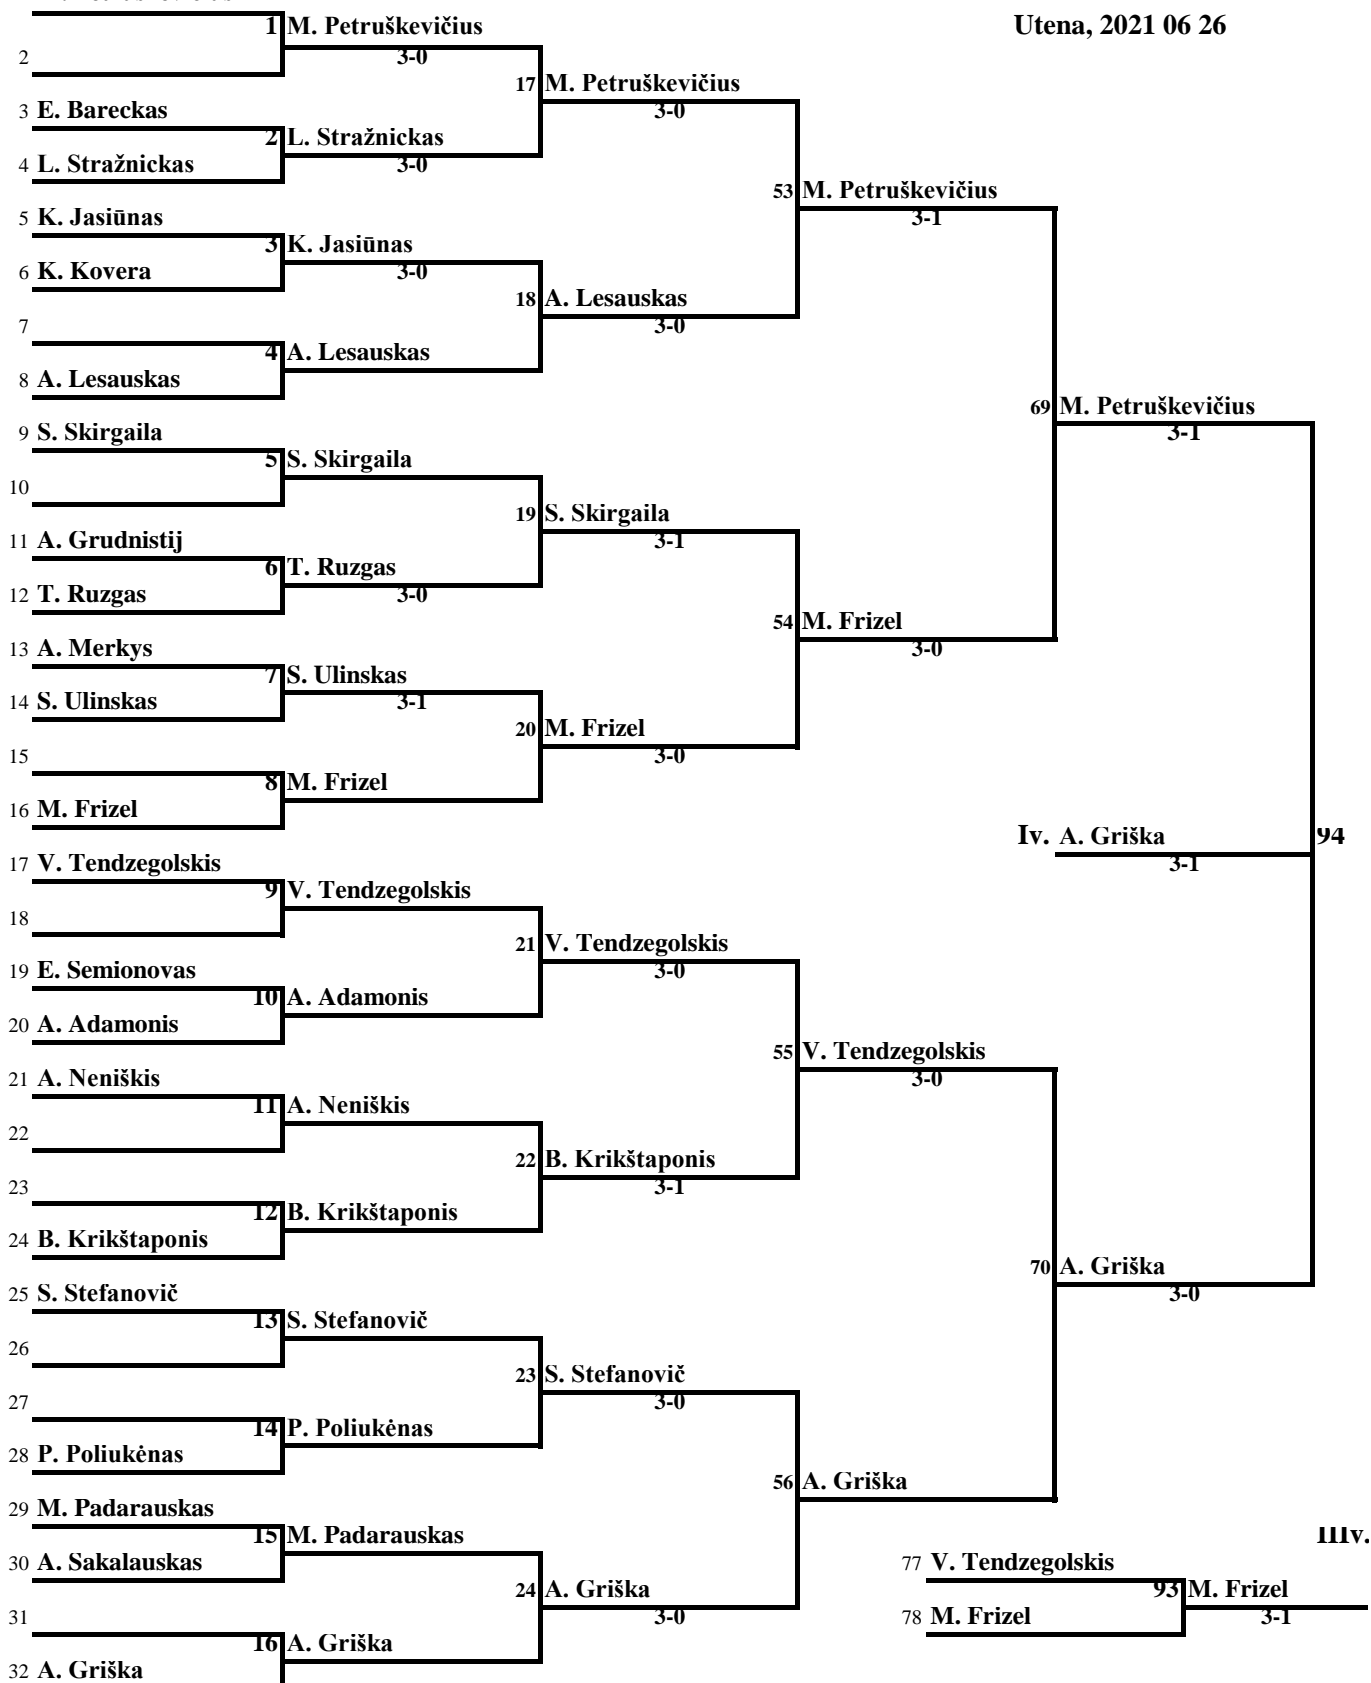 1 M. Petruškevičius
Utena, 2021 06 26
2
3-0
17 M. Petruškevičius
3 E. Bareckas
3-0
2 L. Stražnickas
4 L. Stražnickas
3-0
53 M. Petruškevičius
5 K. Jasiūnas
3-1
3 K. Jasiūnas
6 K. Kovera
3-0
18 A. Lesauskas
7
3-0
4 A. Lesauskas
8 A. Lesauskas
69 M. Petruškevičius
9 S. Skirgaila
3-1
5 S. Skirgaila
10
19 S. Skirgaila
11 A. Grudnistij
3-1
6 T. Ruzgas
12 T. Ruzgas
3-0
54 M. Frizel
13 A. Merkys
3-0
7 S. Ulinskas
14 S. Ulinskas
3-1
20 M. Frizel
15
3-0
8 M. Frizel
16 M. Frizel
Iv. A. Griška
94
17 V. Tendzegolskis
3-1
9 V. Tendzegolskis
18
21 V. Tendzegolskis
19 E. Semionovas
3-0
10 A. Adamonis
20 A. Adamonis
55 V. Tendzegolskis
21 A. Neniškis
3-0
11 A. Neniškis
22
22 B. Krikštaponis
23
3-1
12 B. Krikštaponis
24 B. Krikštaponis
70 A. Griška
25 S. Stefanovič
3-0
13 S. Stefanovič
26
23 S. Stefanovič
27
3-0
14 P. Poliukėnas
28 P. Poliukėnas
56 A. Griška
29 M. Padarauskas
15 M. Padarauskas
IIIv.
30 A. Sakalauskas
77 V. Tendzegolskis
24 A. Griška
93 M. Frizel
31
3-0
78 M. Frizel
3-1
16 A. Griška
32 A. Griška